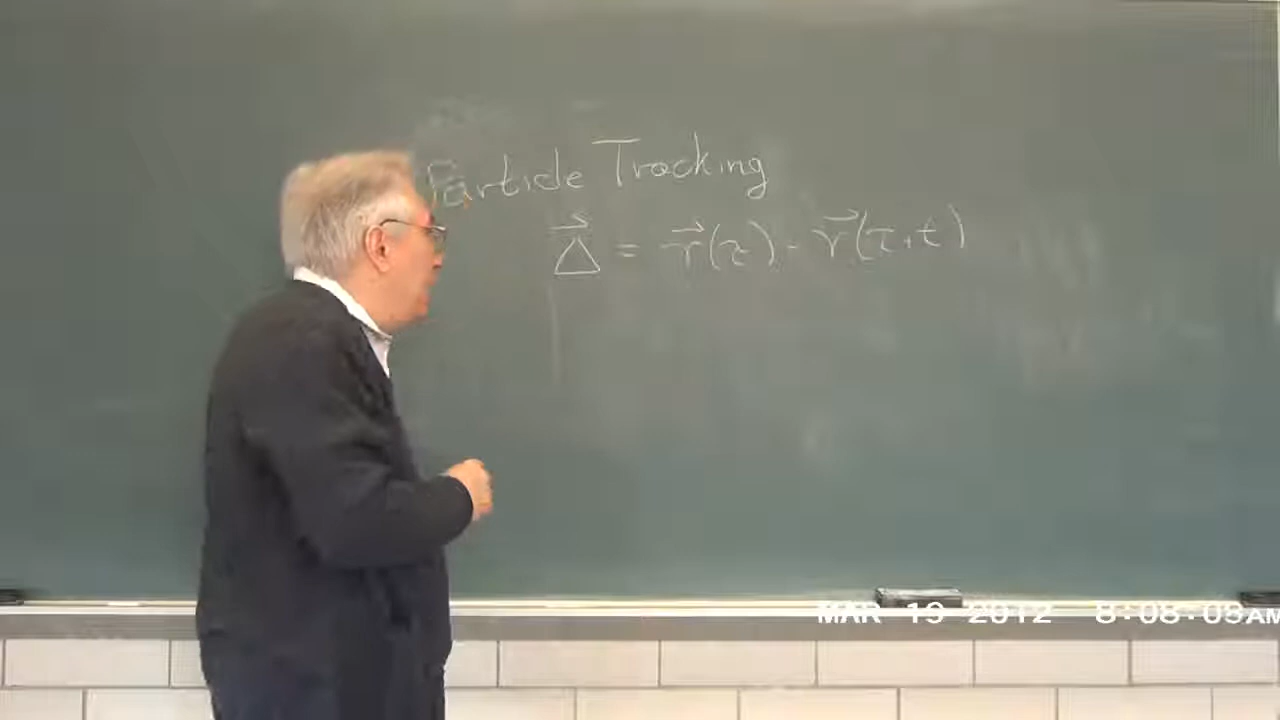 Particle Tracking
Δ⃗ = r⃗(τ) - r⃗(τ+t)
MAR 19 2012 8:08:03AM